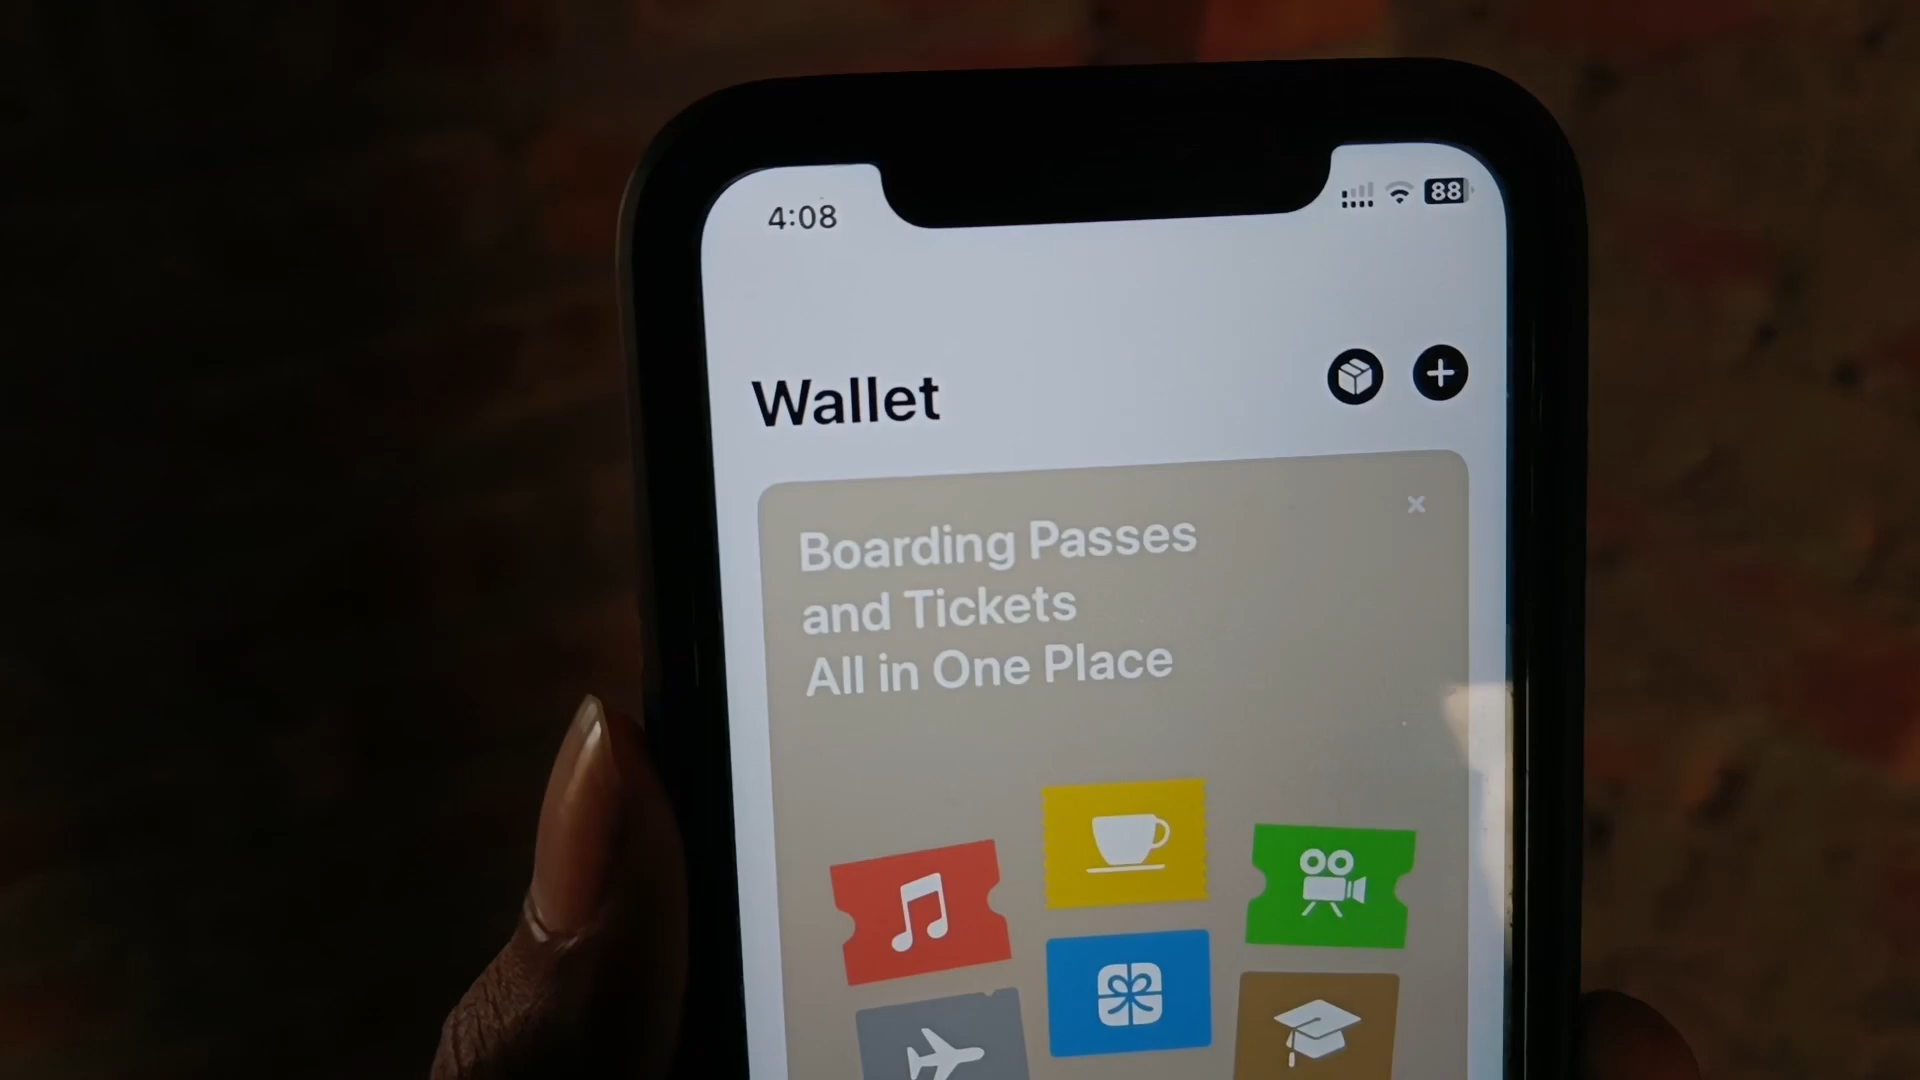 4:08
88
Wallet
Boarding Passes
and Tickets
All in One Place